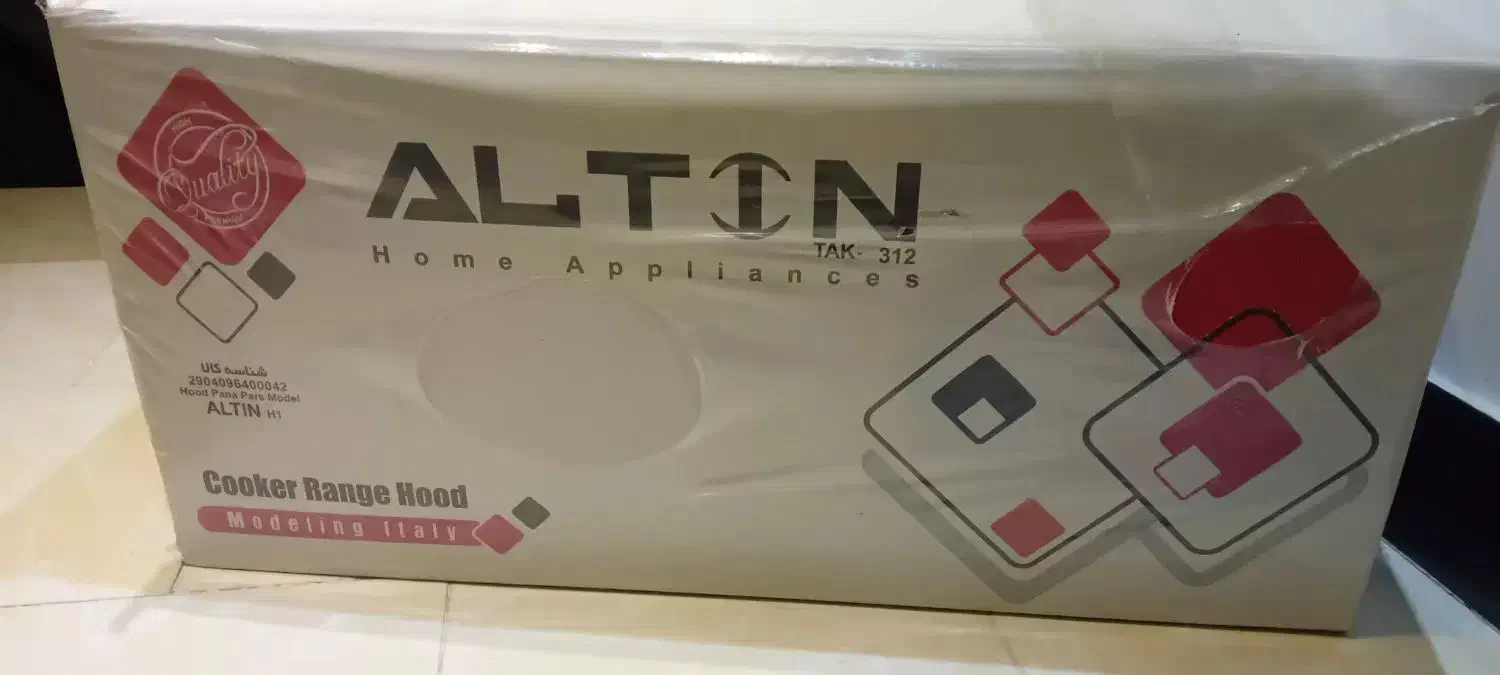 HIGH
Quality
ALTIN
TAK- 312
Home Appliances
شناسه کالا
2904096400042
Hood Pana Pars Model
ALTIN H1
Cooker Range Hood
Modeling Italy